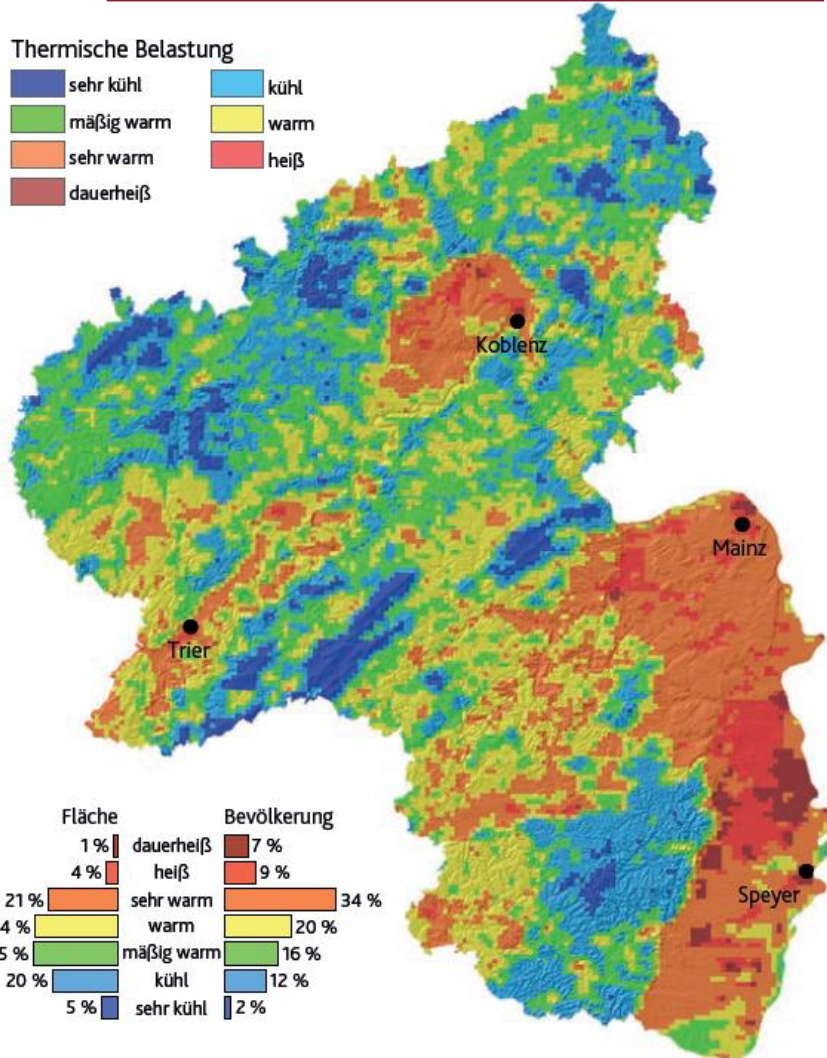 Thermische Belastung
sehr kühl
kühl
mäßig warm
warm
sehr warm
heiß
dauerheiß
Koblenz
Mainz
Trier
Speyer
Fläche Bevölkerung
1 % dauerheiß 7 %
4 % heiß 9 %
21 % sehr warm 34 %
4 % warm 20 %
5 % mäßig warm 16 %
20 % kühl 12 %
5 % sehr kühl 2 %